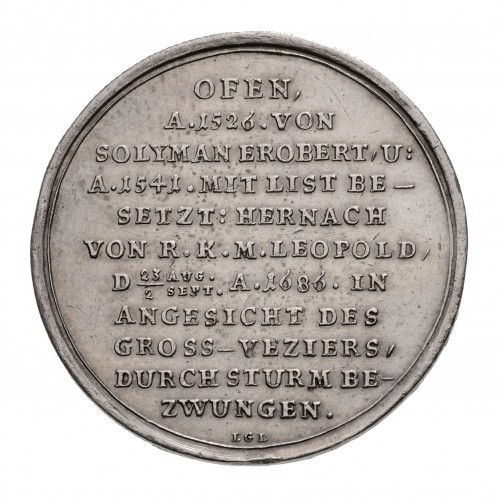 OFEN,
A.1526.VON
SOLYMAN EROBERT, U:
A.1541.MIT LIST BE-
SETZT: HERNACH
VON R.K.M.LEOPOLD,
D 23/2 AUG./SEPT. A.1686. IN
ANGESICHT DES
GROSS-VEZIERS,
DURCH STURM BE-
ZWUNGEN.
I.G.L